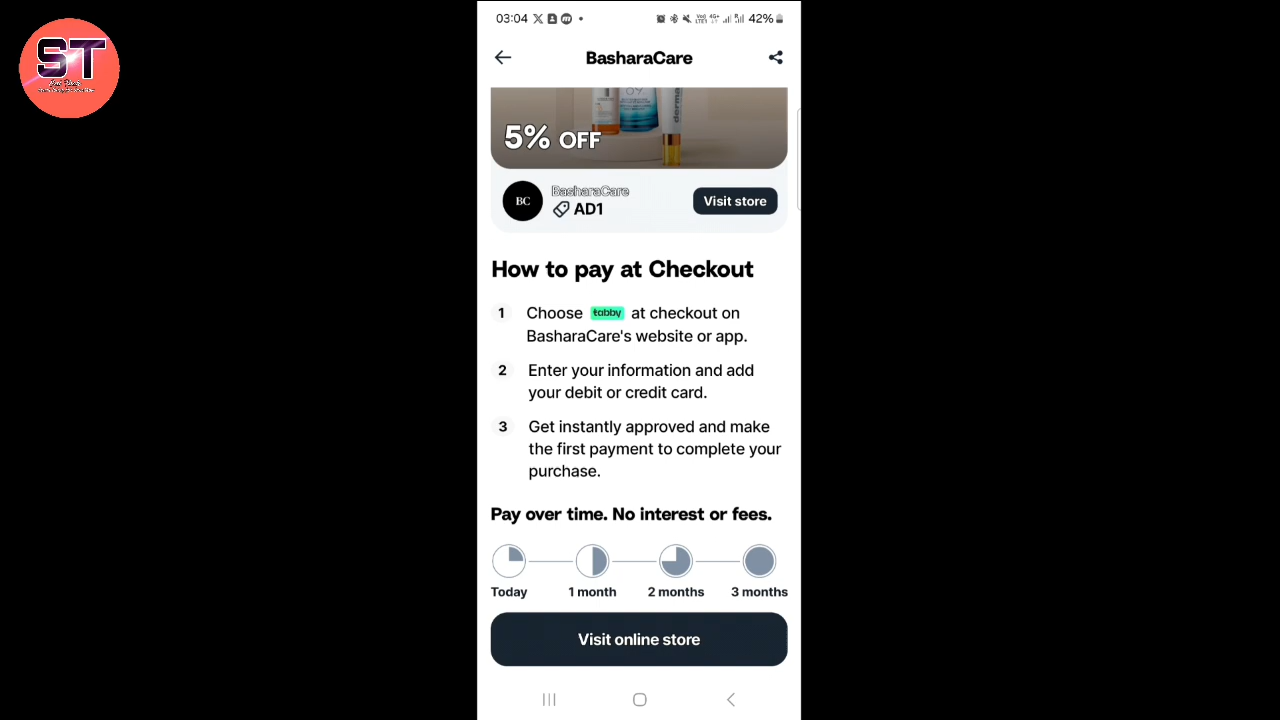 ST
03:04
42%
BasharaCare
derma
5% OFF
BC
BasharaCare
AD1
Visit store
How to pay at Checkout
1 Choose tabby at checkout on
BasharaCare's website or app.
2 Enter your information and add
your debit or credit card.
3 Get instantly approved and make
the first payment to complete your
purchase.
Pay over time. No interest or fees.
Today 1 month 2 months 3 months
Visit online store